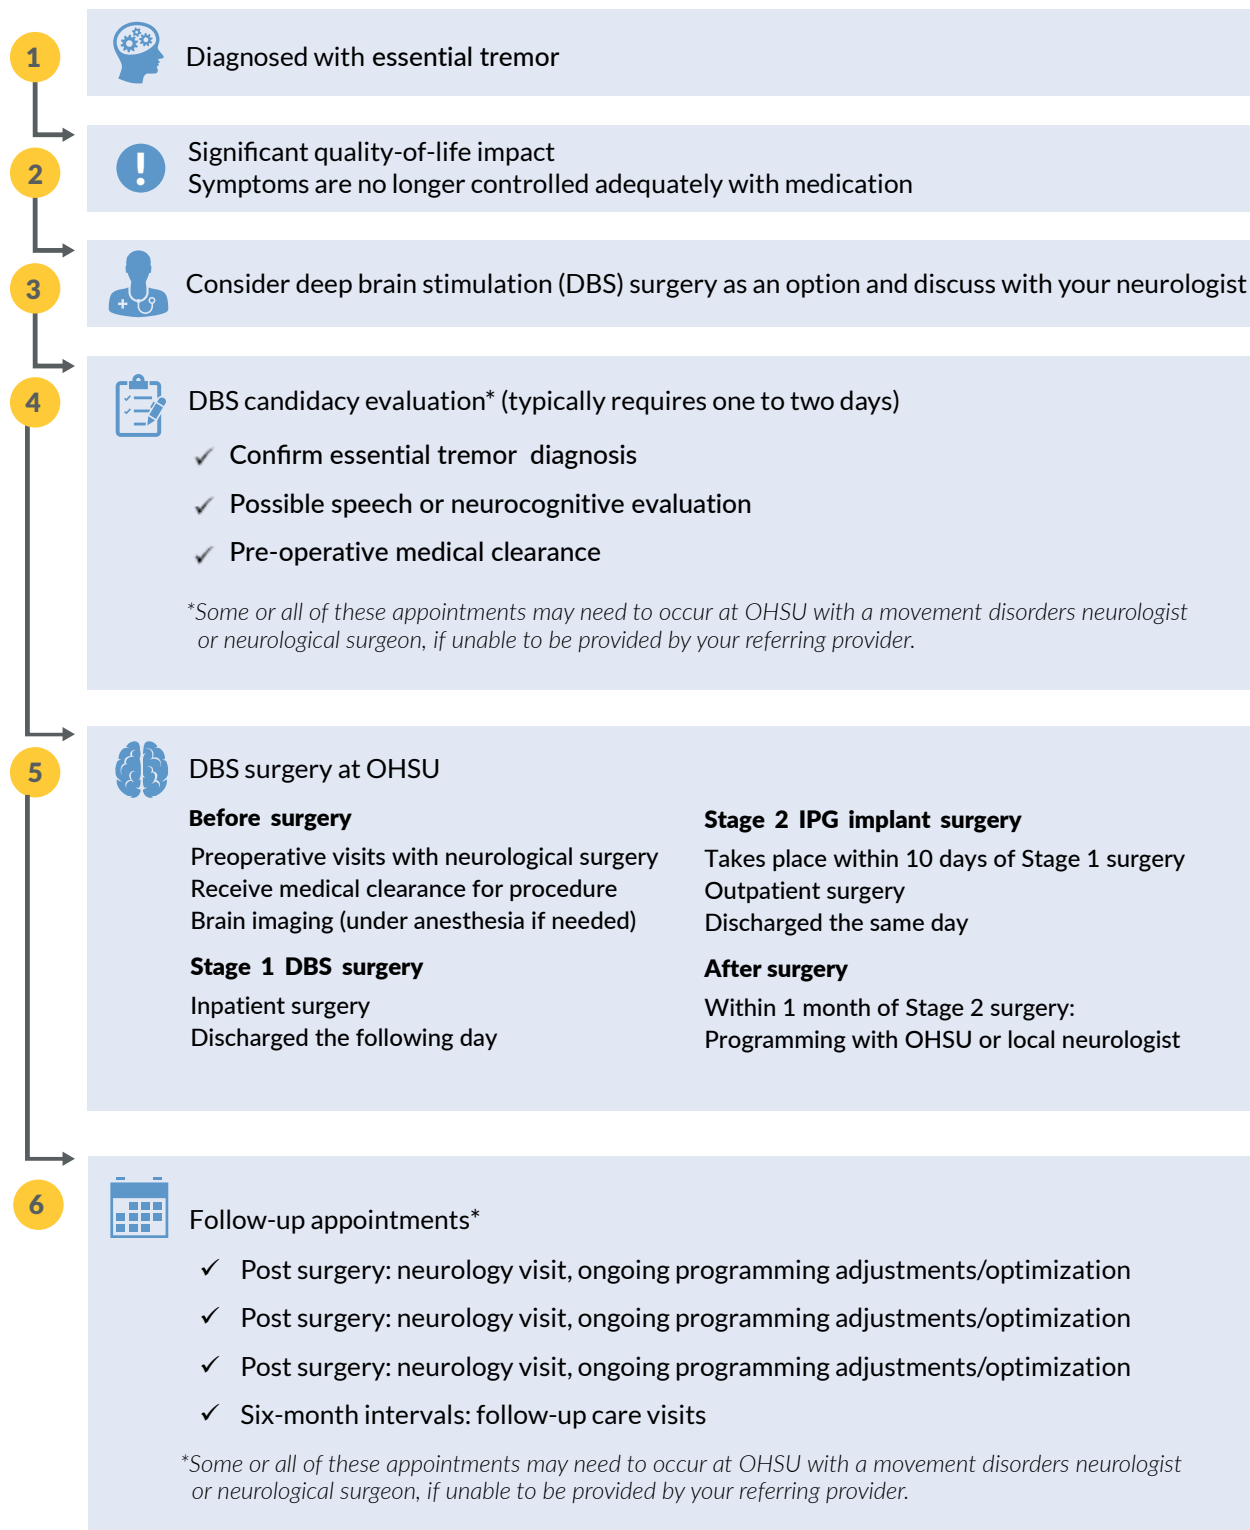 1
Diagnosed with essential tremor
2
Significant quality-of-life impact
Symptoms are no longer controlled adequately with medication
3
Consider deep brain stimulation (DBS) surgery as an option and discuss with your neurologist
4
DBS candidacy evaluation* (typically requires one to two days)
✓ Confirm essential tremor diagnosis
✓ Possible speech or neurocognitive evaluation
✓ Pre-operative medical clearance
*Some or all of these appointments may need to occur at OHSU with a movement disorders neurologist
or neurological surgeon, if unable to be provided by your referring provider.
5
DBS surgery at OHSU
Before surgery
Preoperative visits with neurological surgery
Receive medical clearance for procedure
Brain imaging (under anesthesia if needed)
Stage 1 DBS surgery
Inpatient surgery
Discharged the following day
Stage 2 IPG implant surgery
Takes place within 10 days of Stage 1 surgery
Outpatient surgery
Discharged the same day
After surgery
Within 1 month of Stage 2 surgery:
Programming with OHSU or local neurologist
6
Follow-up appointments*
✓ Post surgery: neurology visit, ongoing programming adjustments/optimization
✓ Post surgery: neurology visit, ongoing programming adjustments/optimization
✓ Post surgery: neurology visit, ongoing programming adjustments/optimization
✓ Six-month intervals: follow-up care visits
*Some or all of these appointments may need to occur at OHSU with a movement disorders neurologist
or neurological surgeon, if unable to be provided by your referring provider.